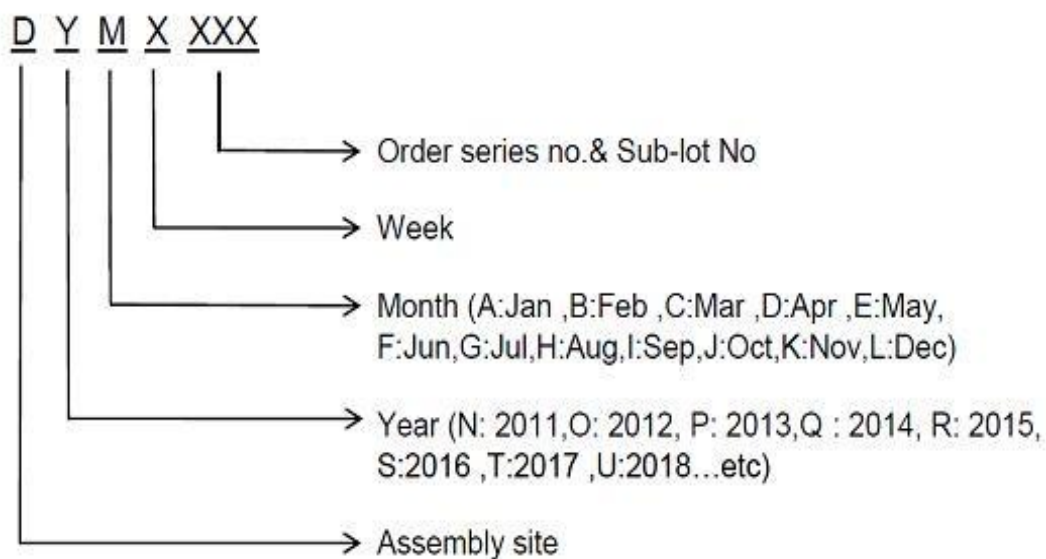 D Y M X XXX
Order series no.& Sub-lot No
Week
Month (A:Jan ,B:Feb ,C:Mar ,D:Apr ,E:May,
F:Jun,G:Jul,H:Aug,I:Sep,J:Oct,K:Nov,L:Dec)
Year (N: 2011,O: 2012, P: 2013,Q : 2014, R: 2015,
S:2016 ,T:2017 ,U:2018...etc)
Assembly site